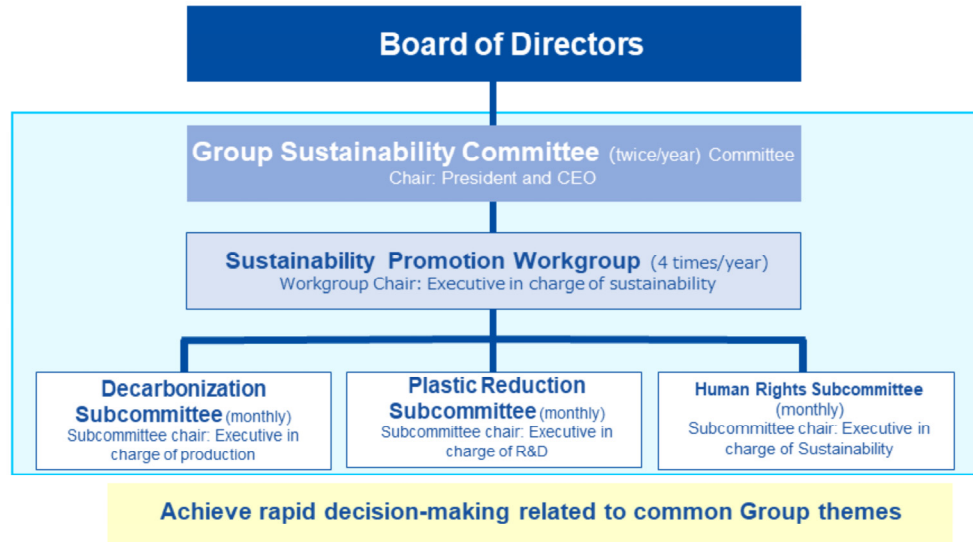 Board of Directors
Group Sustainability Committee (twice/year) Committee
Chair: President and CEO
Sustainability Promotion Workgroup (4 times/year)
Workgroup Chair: Executive in charge of sustainability
Decarbonization
Subcommittee (monthly)
Subcommittee chair: Executive in
charge of production
Plastic Reduction
Subcommittee (monthly)
Subcommittee chair: Executive in
charge of R&D
Human Rights Subcommittee
(monthly)
Subcommittee chair: Executive in
charge of Sustainability
Achieve rapid decision-making related to common Group themes